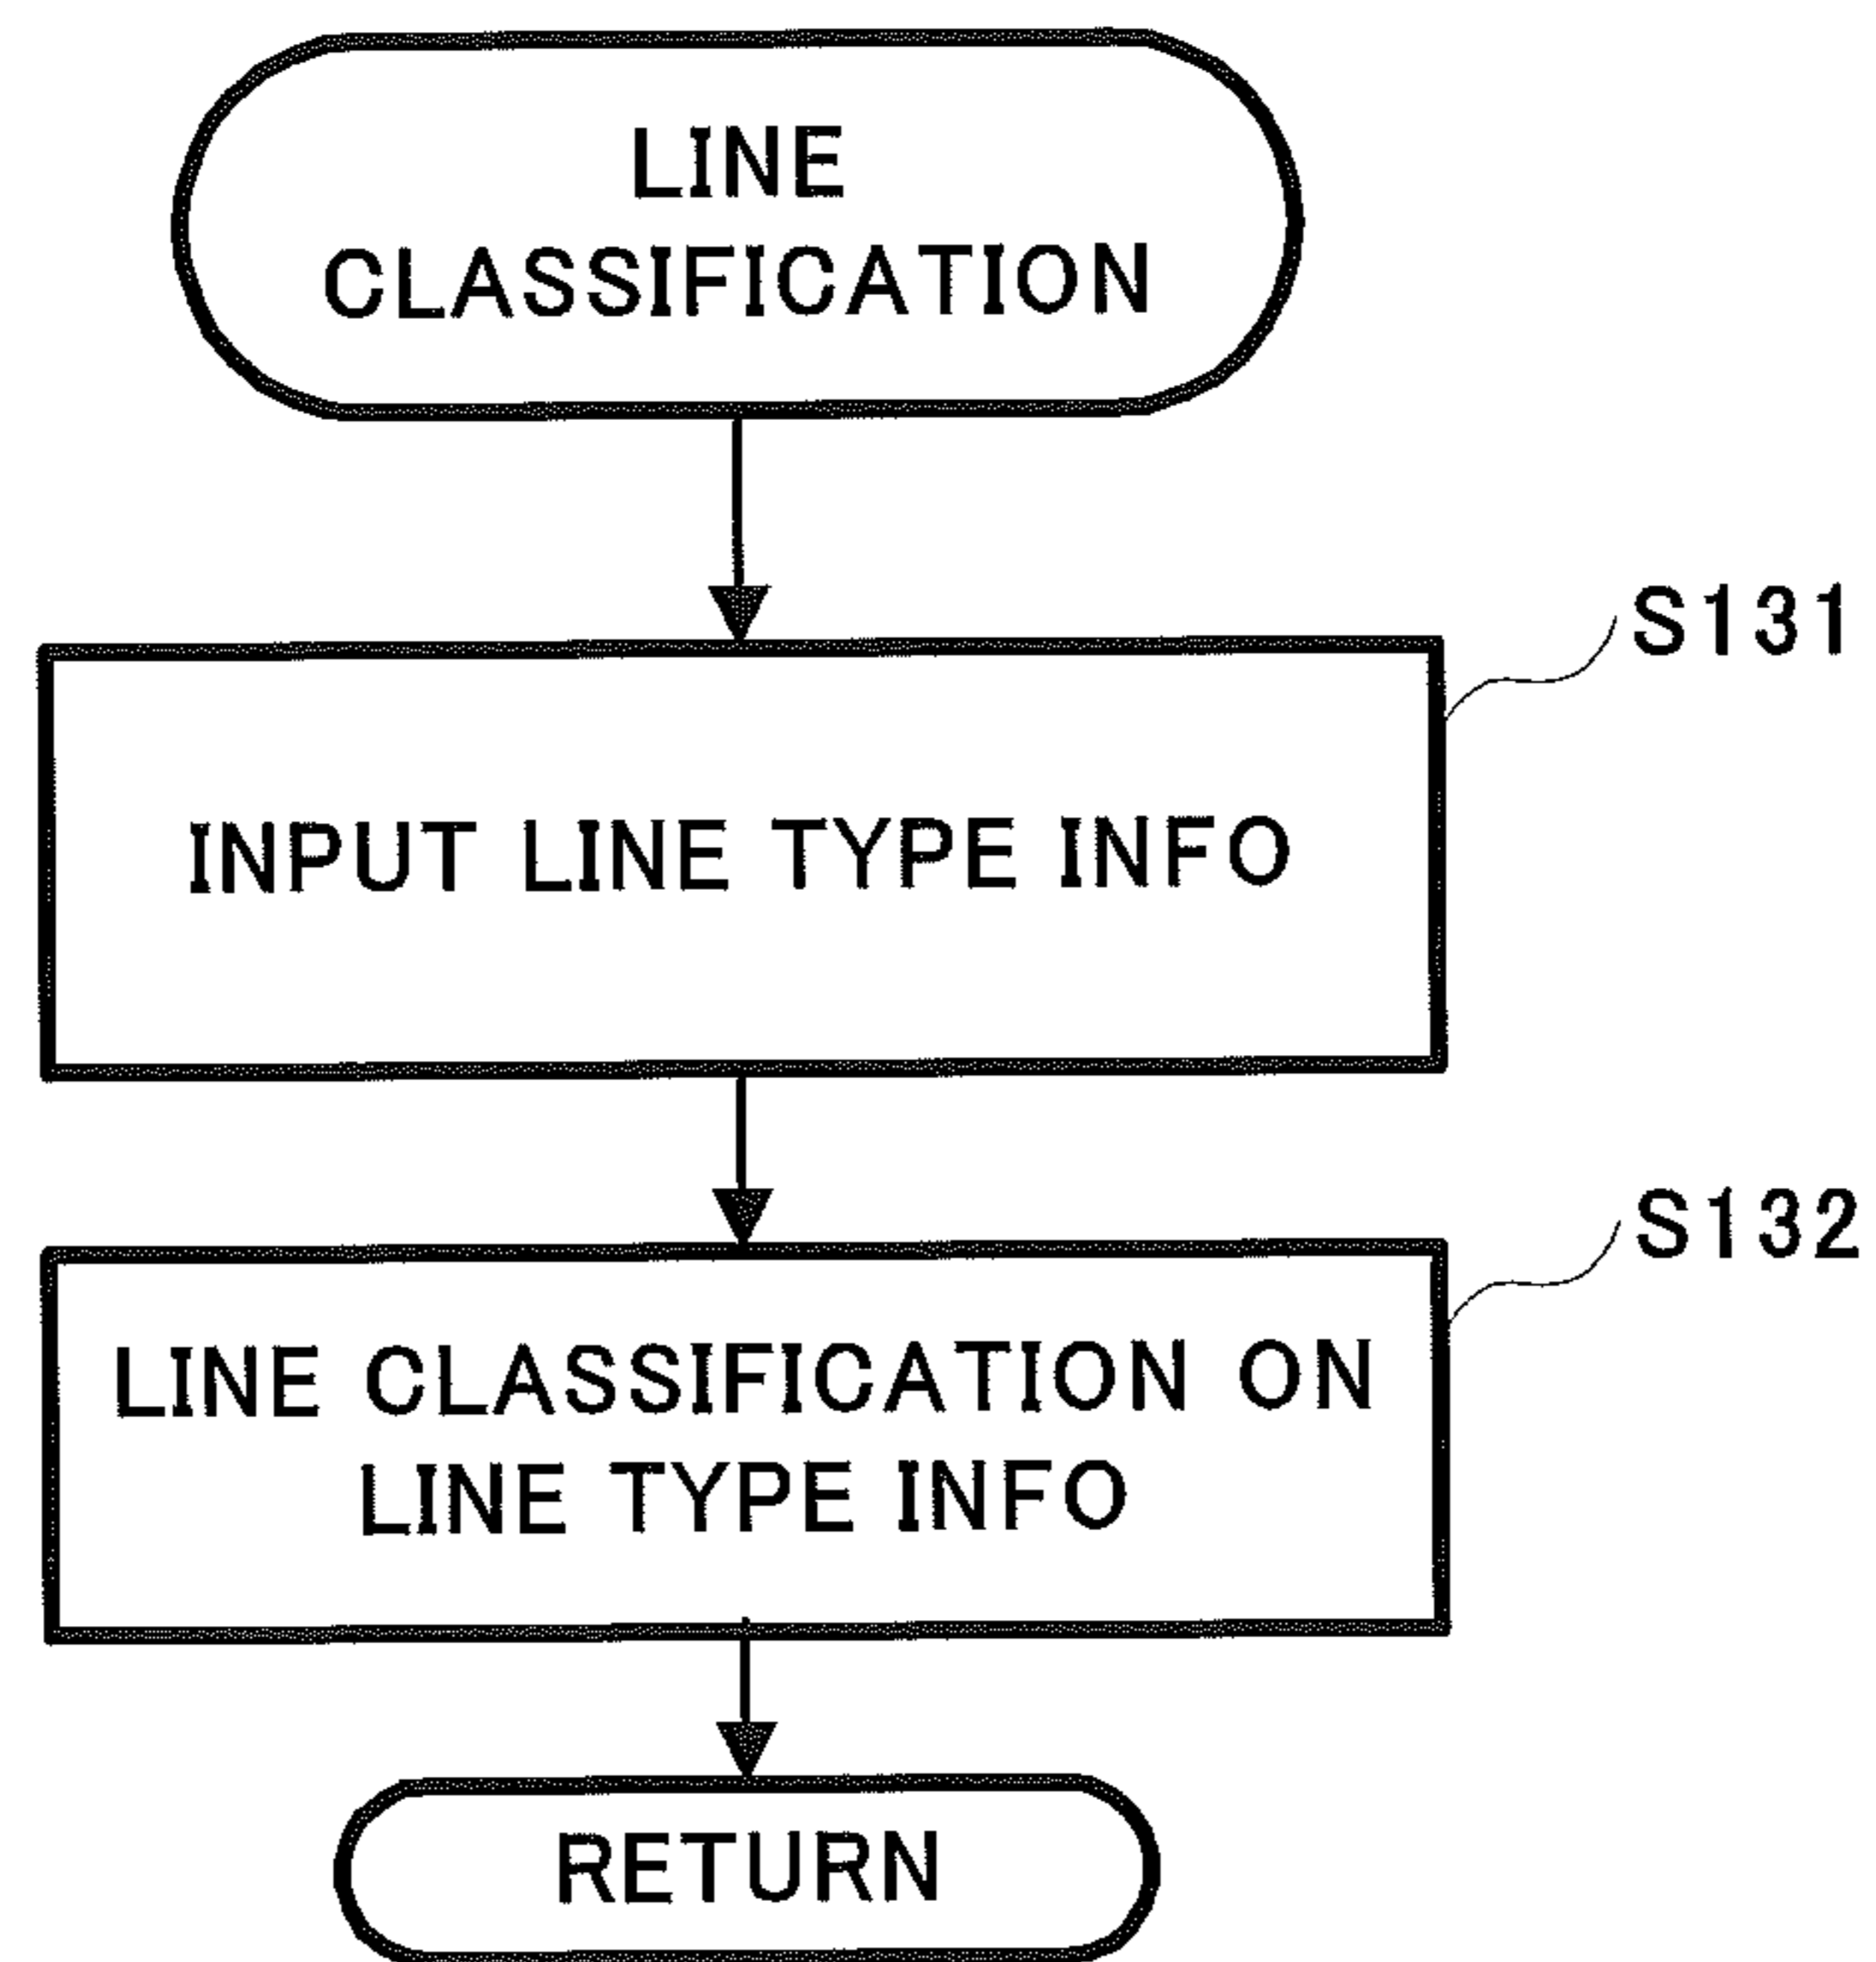 LINE
CLASSIFICATION
S131
INPUT LINE TYPE INFO
S132
LINE CLASSIFICATION ON
LINE TYPE INFO
RETURN